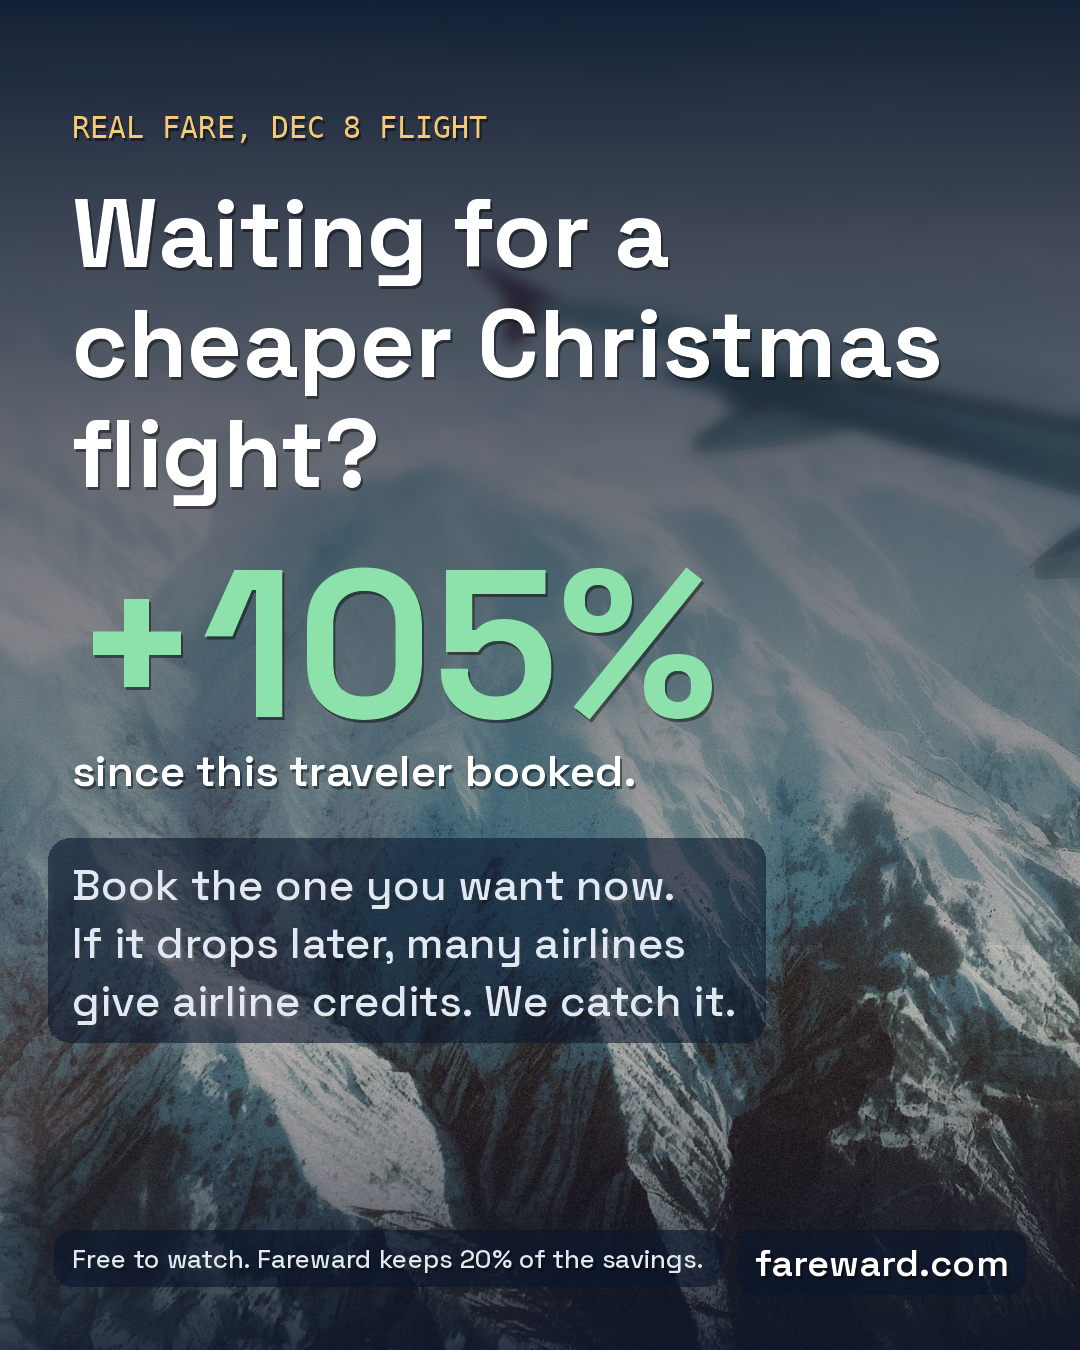 REAL FARE, DEC 8 FLIGHT
Waiting for a
cheaper Christmas
flight?
+105%
since this traveler booked.
Book the one you want now.
If it drops later, many airlines
give airline credits. We catch it.
Free to watch. Fareward keeps 20% of the savings.
fareward.com